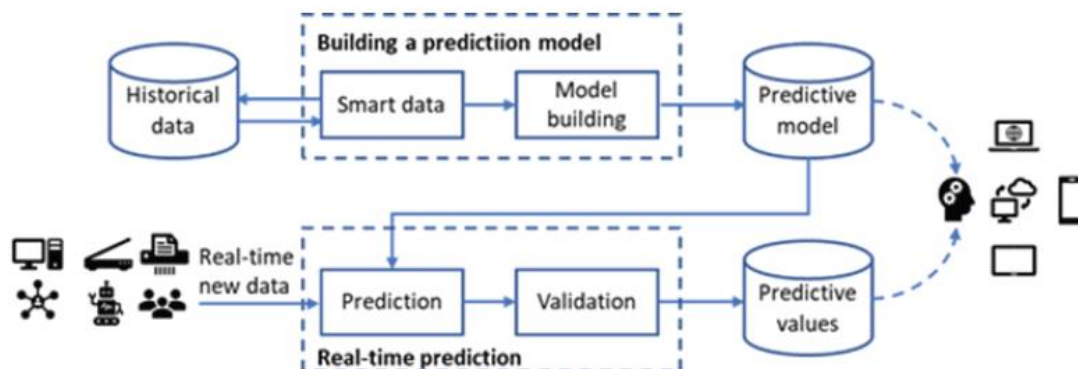 Building a predictiion model
Historical
data
Smart data
Model
building
Predictive
model
Real-time
new data
Prediction
Validation
Predictive
values
Real-time prediction